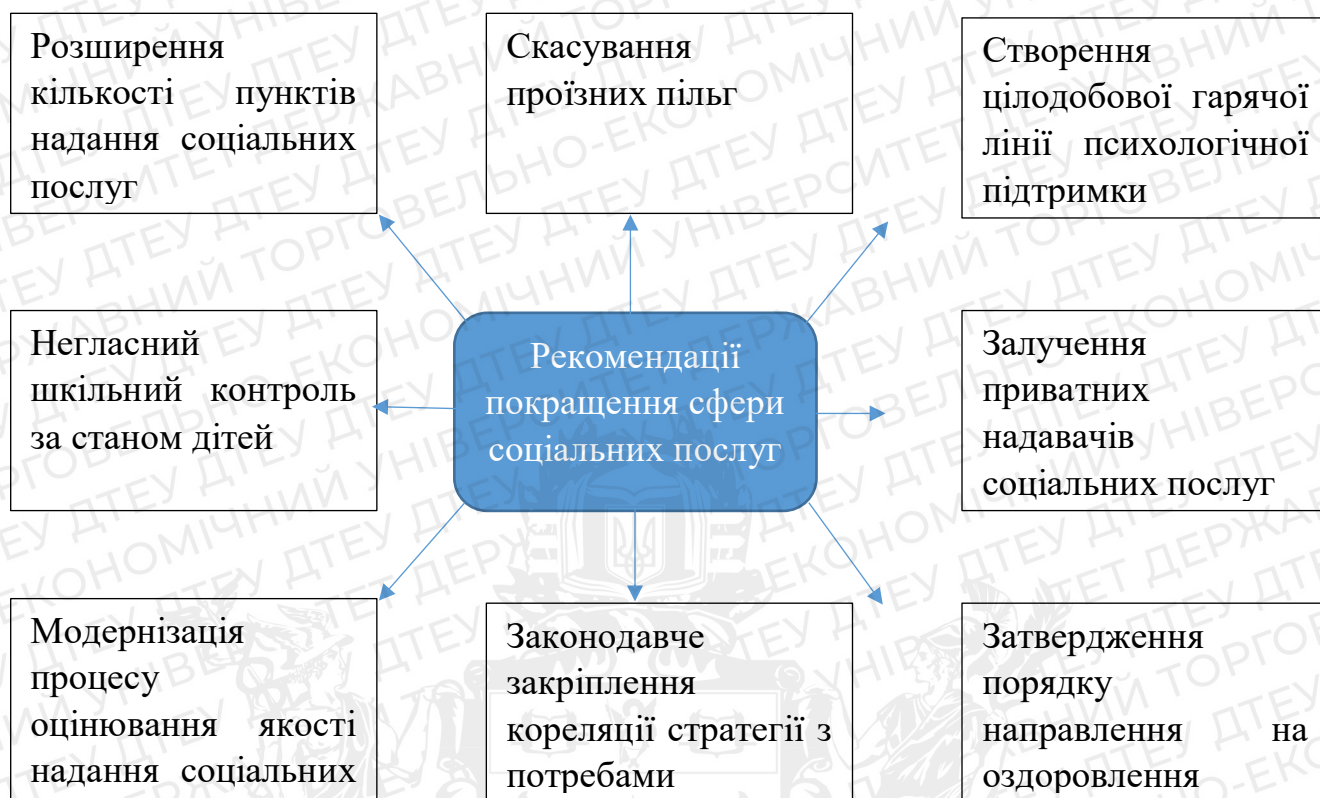 Розширення
кількості пунктів
надання соціальних
послуг
Скасування
проїзних пільг
Створення
цілодобової гарячої
лінії психологічної
підтримки
Негласний
шкільний контроль
за станом дітей
Рекомендації
покращення сфери
соціальних послуг
Залучення
приватних
надавачів
соціальних послуг
Модернізація
процесу
оцінювання якості
надання соціальних
Законодавче
закріплення
кореляції стратегії з
потребами
Затвердження
порядку
направлення на
оздоровлення